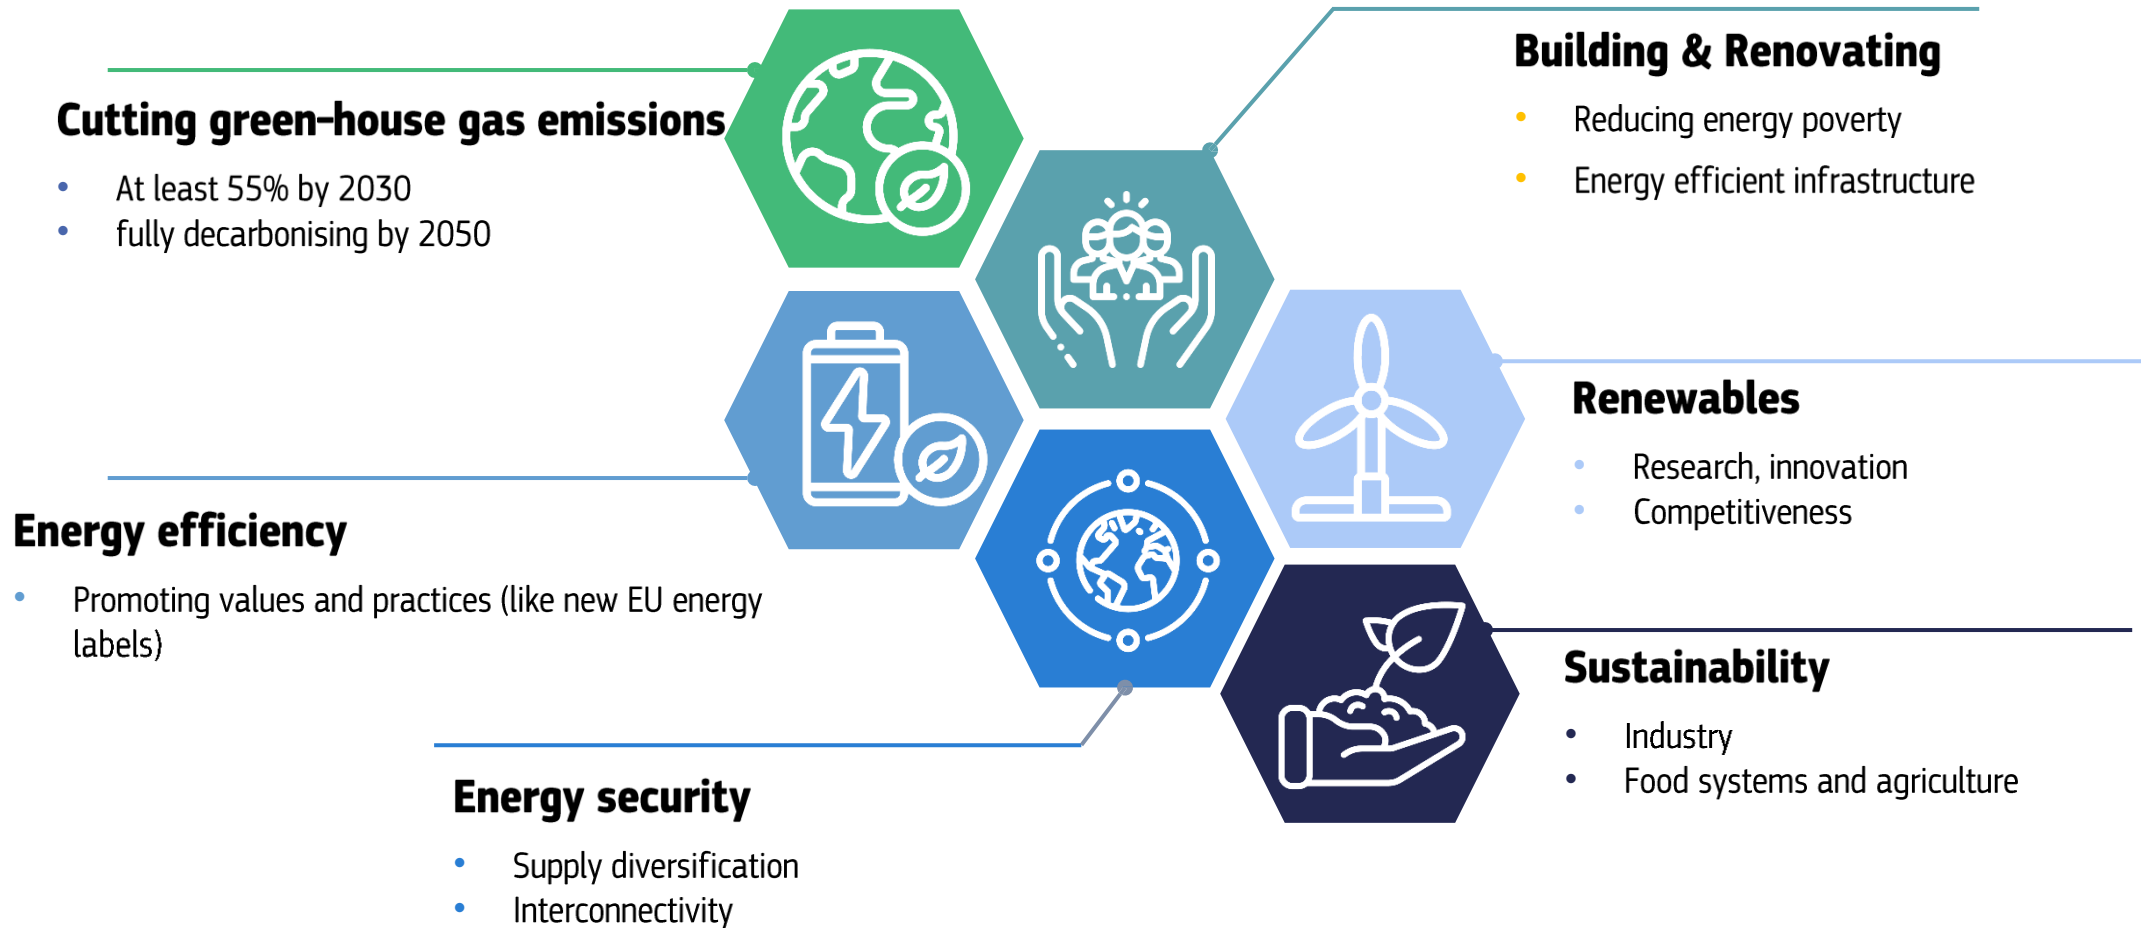 Cutting green-house gas emissions
• At least 55% by 2030
• fully decarbonising by 2050
Building & Renovating
• Reducing energy poverty
• Energy efficient infrastructure
Renewables
• Research, innovation
• Competitiveness
Energy efficiency
• Promoting values and practices (like new EU energy
labels)
Sustainability
• Industry
• Food systems and agriculture
Energy security
• Supply diversification
• Interconnectivity